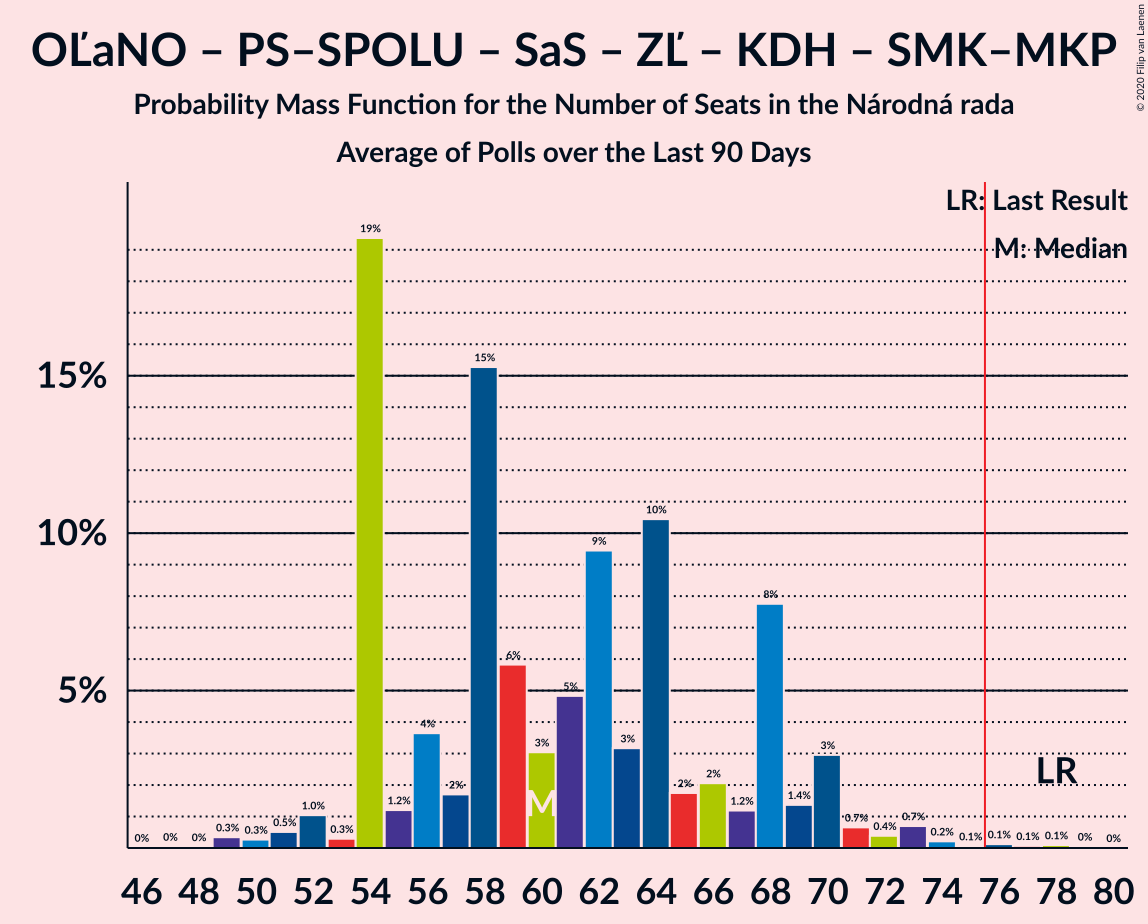 OĽaNO – PS–SPOLU – SaS – ZĽ – KDH – SMK–MKP
Probability Mass Function for the Number of Seats in the Národná rada
Average of Polls over the Last 90 Days
© 2020 Filip van Laenen
LR: Last Result
M: Median
19%
15%
15%
10%
10%
9%
8%
6%
5%
5%
4%
3%
3%
3%
2%
2%
2%
1.2%
1.2%
1.4%
LR
M
0% 0% 0% 0.3% 0.3% 0.5% 1.0% 0.3% 0.7% 0.4% 0.7% 0.2% 0.1% 0.1% 0.1% 0.1% 0% 0%
46 48 50 52 54 56 58 60 62 64 66 68 70 72 74 76 78 80